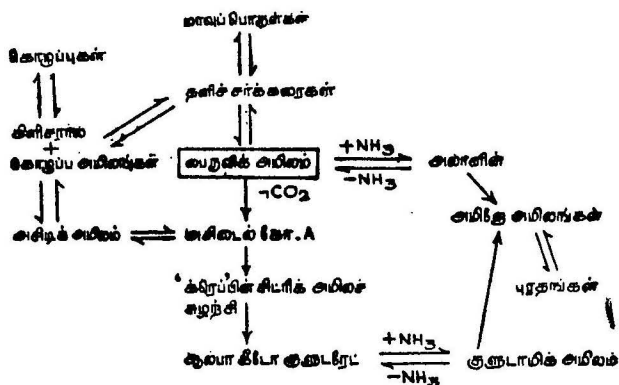 மாவுப் பொருள்கள்
கொழுப்புகள்
தனிச் சர்க்கரைகள்
கிளிசரால்
+
கொழுப்பு அமிலங்கள்
பைருவிக் அமிலம்
+NH₃
-NH₃
அலானின்
-CO₂
அமினோ அமிலங்கள்
அசிடிக் அமிலம்
அசிடைல் கோ.A
'க்ரெப்'பின் சிட்ரிக் அமிலச்
சுழற்சி
புரதங்கள்
ஆல்பா கீடோ குளுடரேட்
+NH₃
-NH₃
குளுடாமிக் அமிலம்